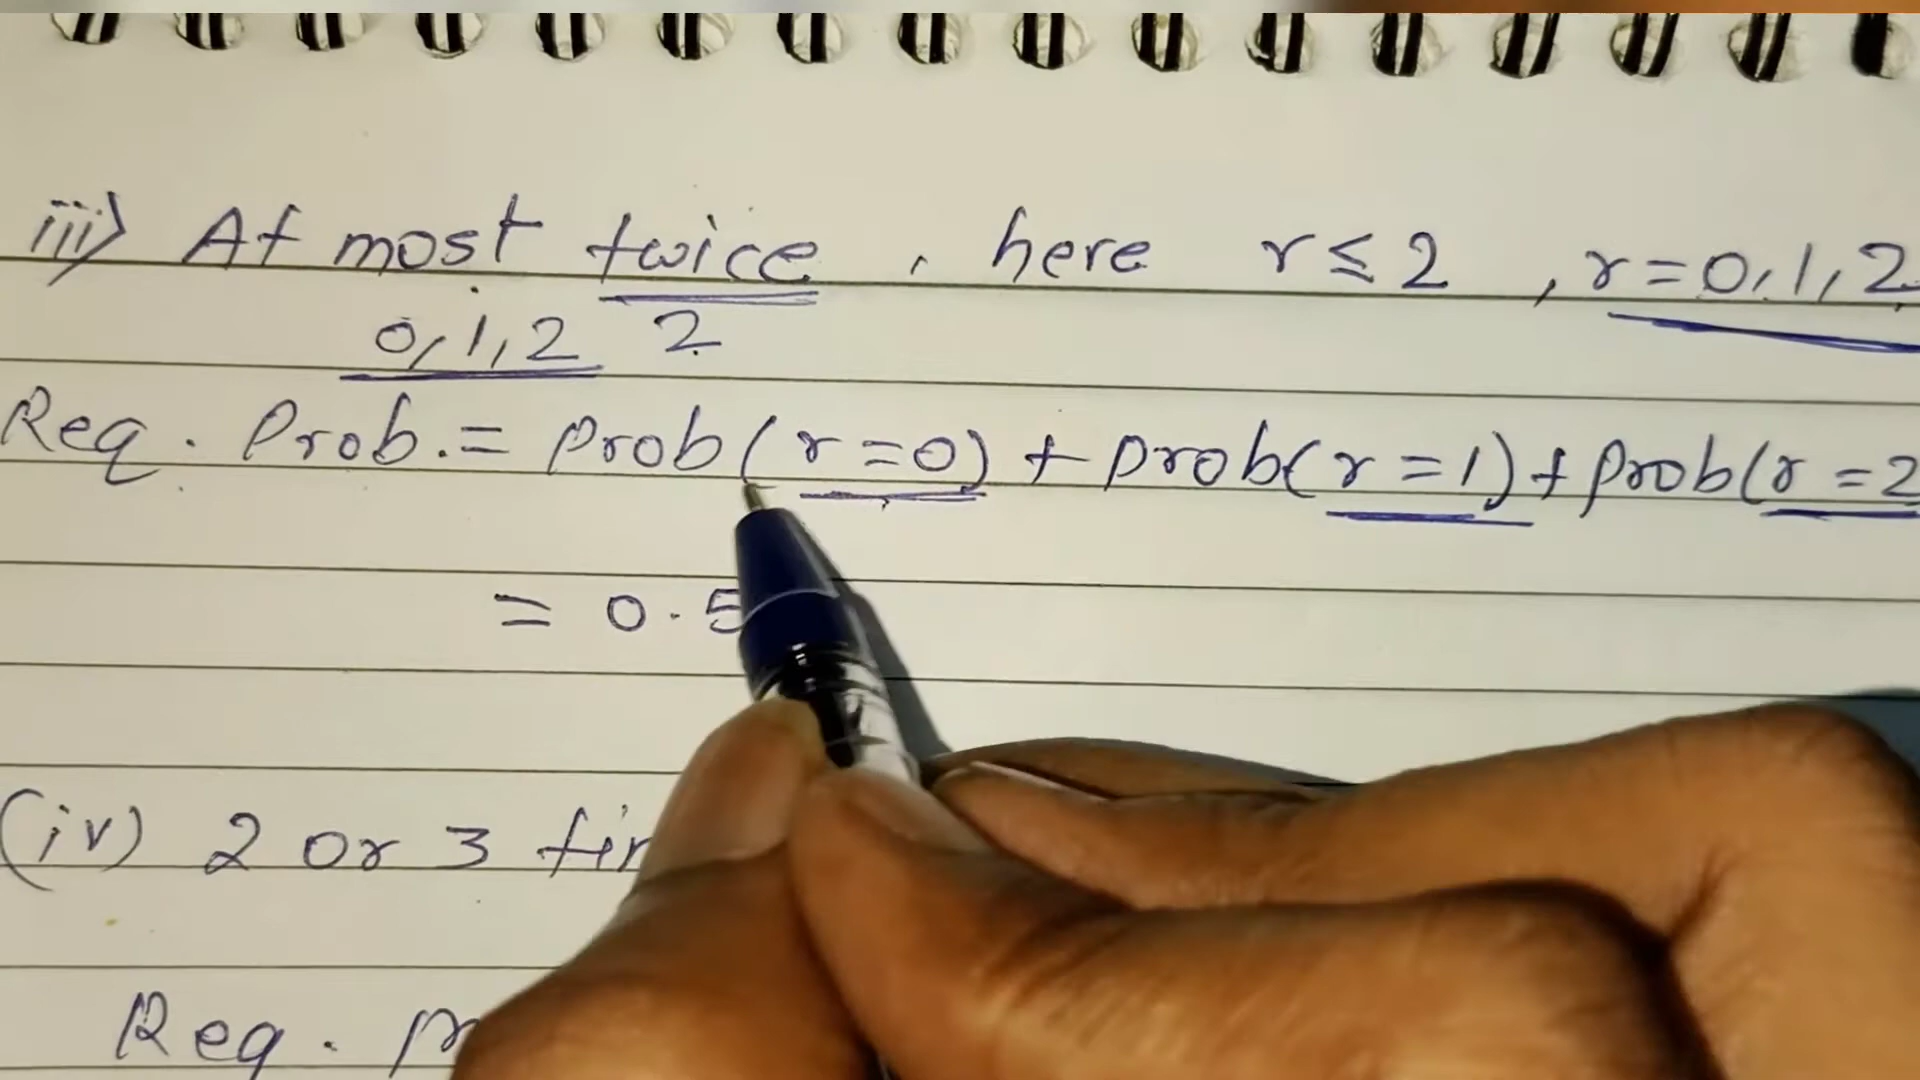 iii) At most twice, here r ≤ 2, r = 0, 1, 2
0, 1, 2 2
Req. Prob. = Prob(r = 0) + Prob(r = 1) + Prob(r = 2
= 0.5
(iv) 2 or 3
Req.